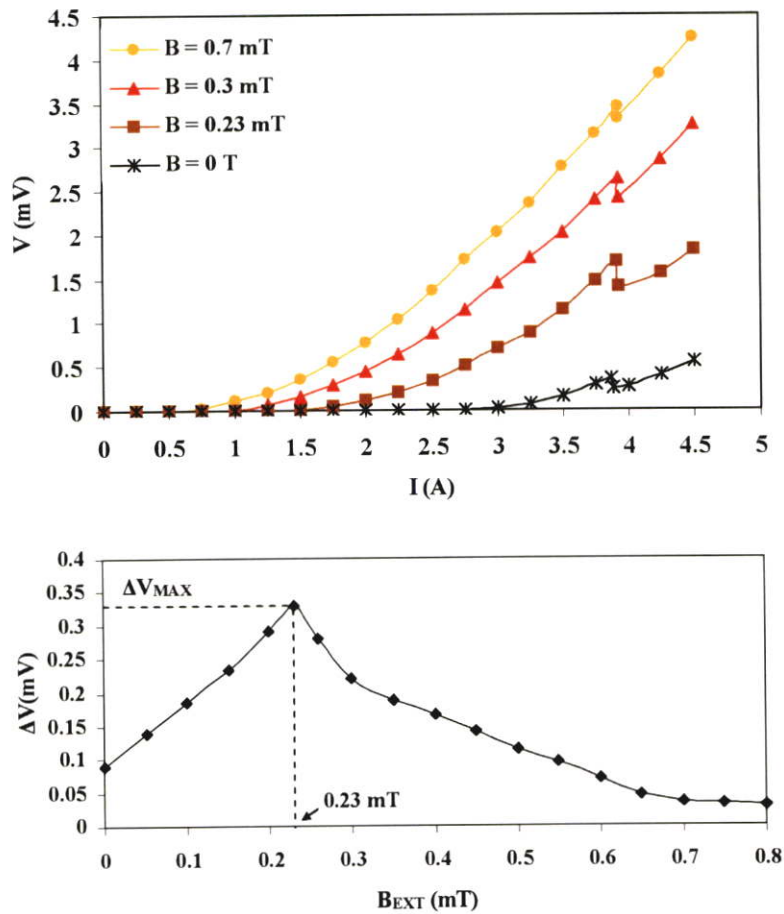 4.5
4
3.5
3
2.5
2
1.5
1
0.5
0
V (mV)
B = 0.7 mT
B = 0.3 mT
B = 0.23 mT
B = 0 T
0 0.5 1 1.5 2 2.5 3 3.5 4 4.5 5
I (A)
0.4
0.35
0.3
0.2
0.1
0.05
0
ΔV(mV)
ΔVMAX
0.23 mT
0 0.1 0.2 0.3 0.4 0.5 0.6 0.7 0.8
BEXT (mT)